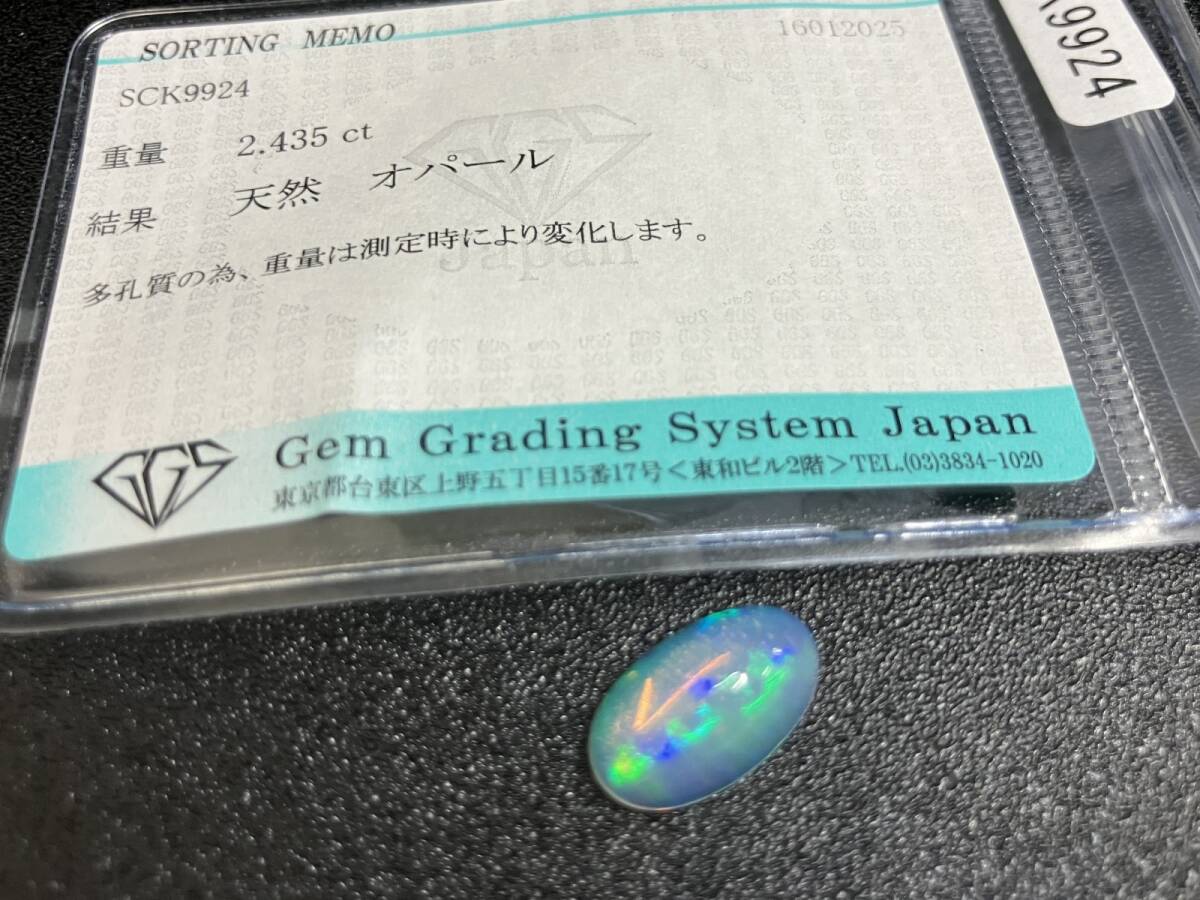 SORTING MEMO 16012025
SCK9924
重量 2.435 ct
結果 天然 オパール
多孔質の為、重量は測定時により変化します。
Japan
GGS Gem Grading System Japan
東京都台東区上野五丁目15番17号<東和ビル2階>TEL.(03)3834-1020
9924